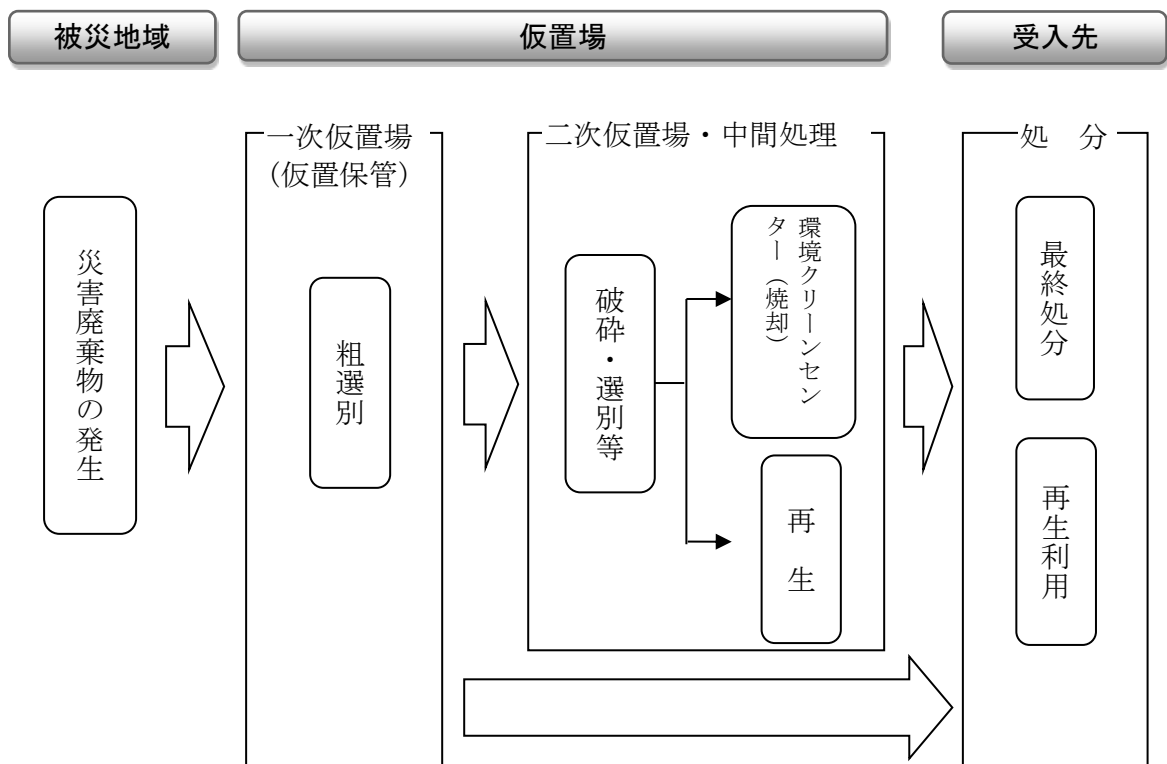 被災地域
仮置場
受入先
一次仮置場
(仮置保管)
二次仮置場・中間処理
処　分
災害廃棄物の発生
粗選別
破砕・選別等
環境クリーンセン
ター（焼却）
再　生
最終処分
再生利用